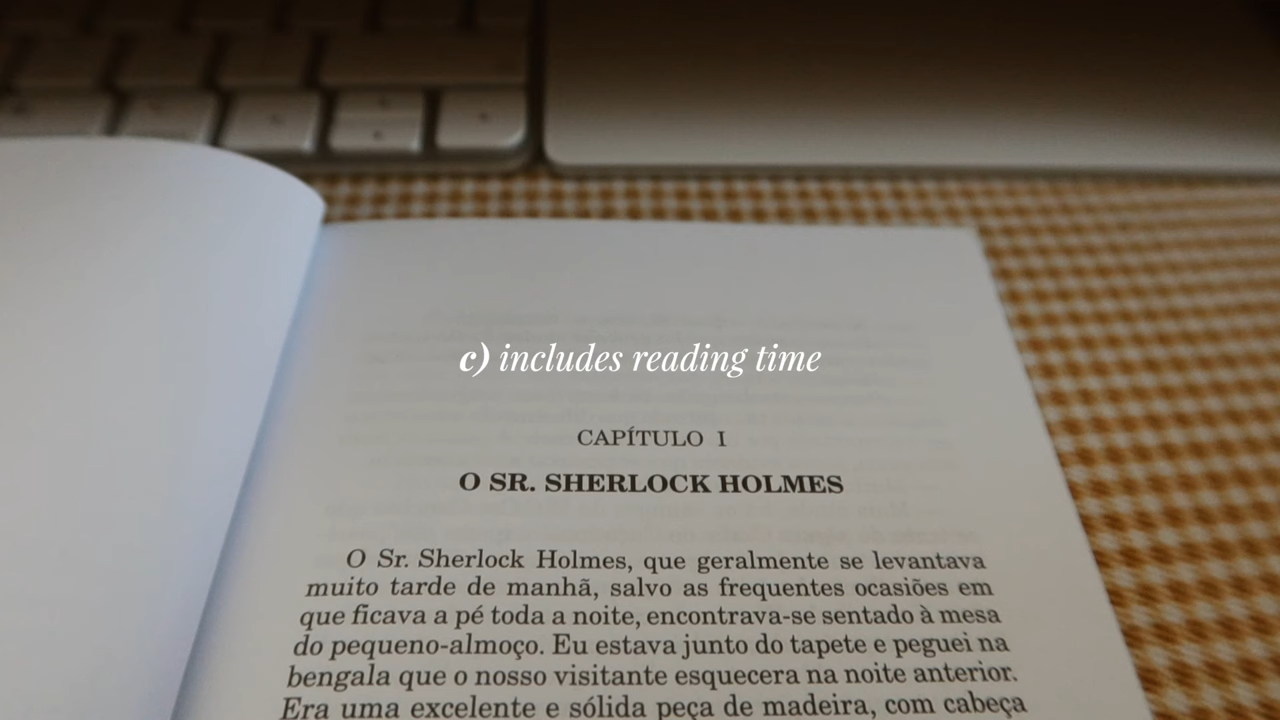 c) includes reading time
CAPÍTULO I
O SR. SHERLOCK HOLMES
O Sr. Sherlock Holmes, que geralmente se levantava
muito tarde de manhã, salvo as frequentes ocasiões em
que ficava a pé toda a noite, encontrava-se sentado à mesa
do pequeno-almoço. Eu estava junto do tapete e peguei na
bengala que o nosso visitante esquecera na noite anterior.
Era uma excelente e sólida peça de madeira, com cabeça